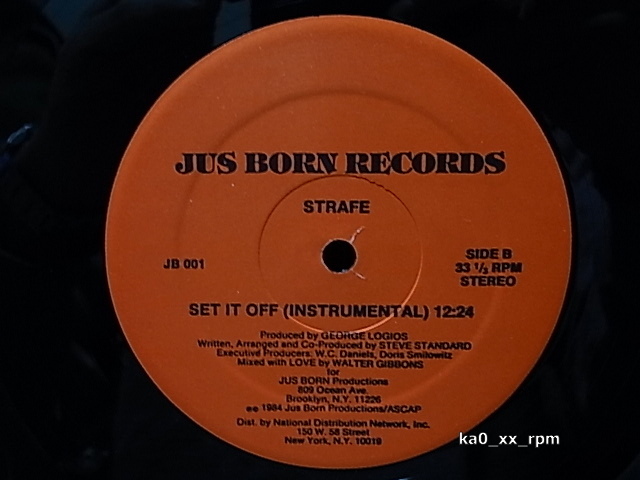 JUS BORN RECORDS
STRAFE
JB 001
SIDE B
33 ⅓ RPM
STEREO
SET IT OFF (INSTRUMENTAL) 12:24
Produced by GEORGE LOGIOS
Written, Arranged and Co-Produced by STEVE STANDARD
Executive Producers: W.C. Daniels, Doris Smilowitz
Mixed with LOVE by WALTER GIBBONS
for
JUS BORN Productions
809 Ocean Ave.
Brooklyn, N.Y. 11226
1984 Jus Born Productions/ASCAP
Dist. by National Distribution Network, Inc.
150 W. 58 Street
New York, N.Y. 10019
ka0_xx_rpm